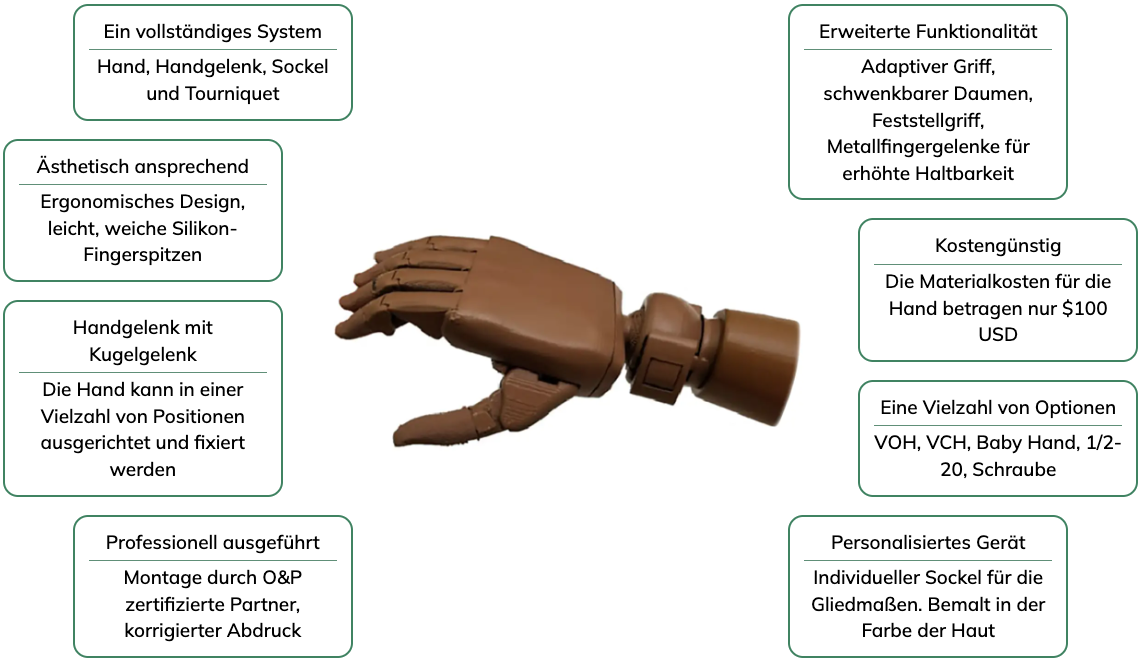 Ein vollständiges System
Hand, Handgelenk, Sockel
und Tourniquet
Ästhetisch ansprechend
Ergonomisches Design,
leicht, weiche Silikon-
Fingerspitzen
Handgelenk mit
Kugelgelenk
Die Hand kann in einer
Vielzahl von Positionen
ausgerichtet und fixiert
werden
Professionell ausgeführt
Montage durch O&P
zertifizierte Partner,
korrigierter Abdruck
Erweiterte Funktionalität
Adaptiver Griff,
schwenkbarer Daumen,
Feststellgriff,
Metallfingergelenke für
erhöhte Haltbarkeit
Kostengünstig
Die Materialkosten für die
Hand betragen nur $100
USD
Eine Vielzahl von Optionen
VOH, VCH, Baby Hand, 1/2-
20, Schraube
Personalisiertes Gerät
Individueller Sockel für die
Gliedmaßen. Bemalt in der
Farbe der Haut